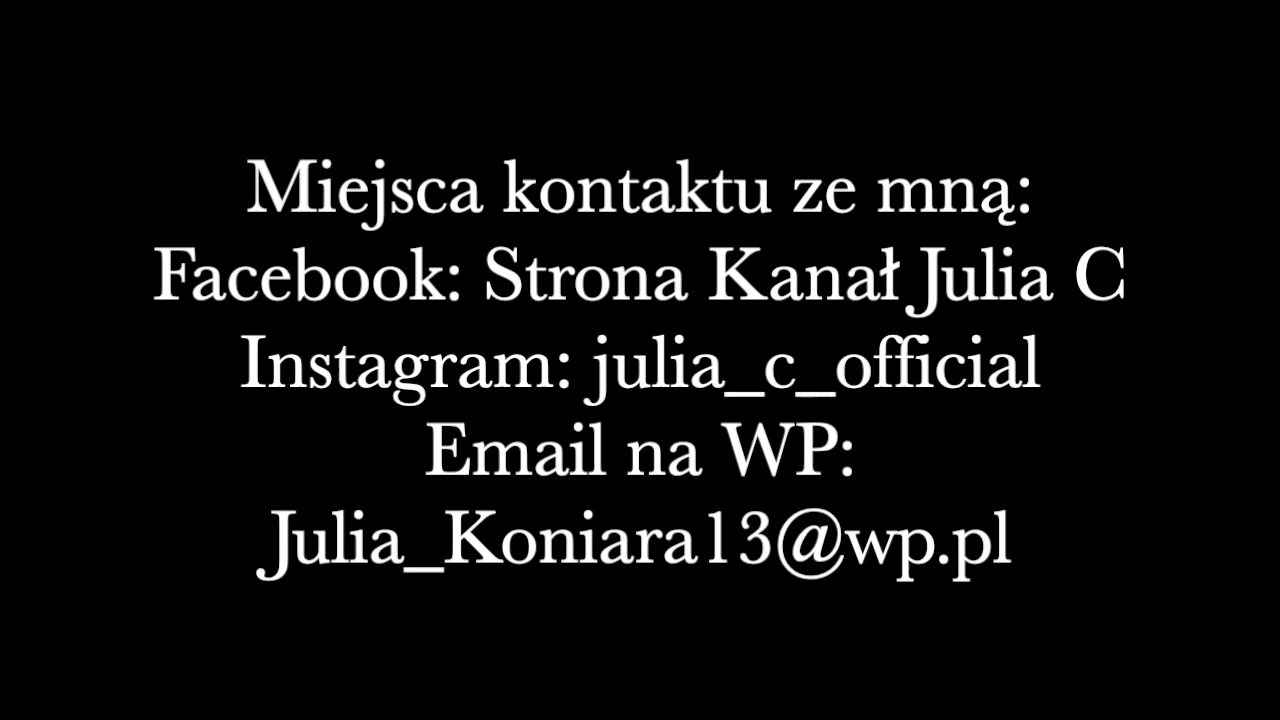 Miejsca kontaktu ze mną:
Facebook: Strona Kanał Julia C
Instagram: julia_c_official
Email na WP:
Julia_Koniara13@wp.pl